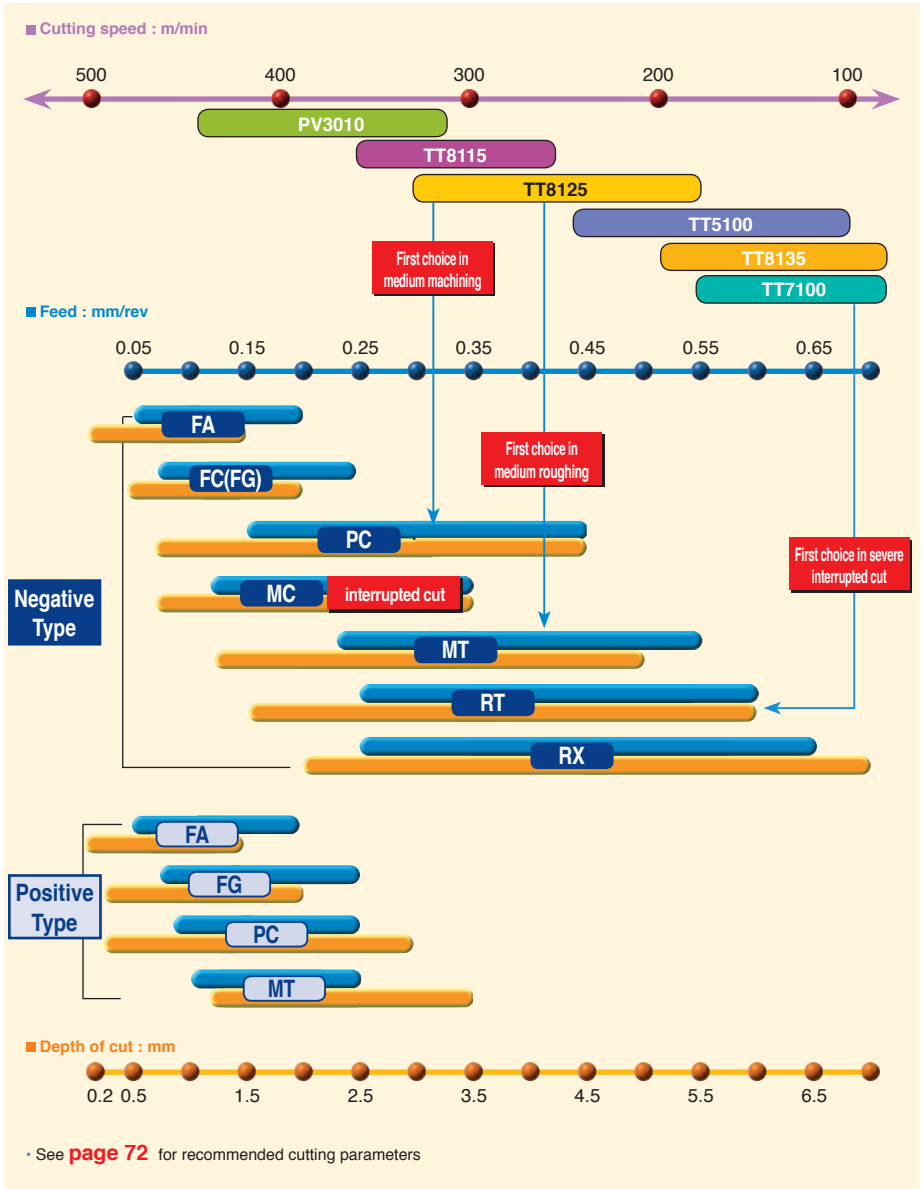 ■ Cutting speed : m/min
500 400 300 200 100
PV3010
TT8115
TT8125
TT5100
TT8135
TT7100
First choice in
medium machining
■ Feed : mm/rev
0.05 0.15 0.25 0.35 0.45 0.55 0.65
FA
FC(FG)
First choice in
medium roughing
PC
First choice in severe
interrupted cut
MC interrupted cut
Negative
Type
MT
RT
RX
FA
FG
Positive
Type
PC
MT
■ Depth of cut : mm
0.2 0.5 1.5 2.5 3.5 4.5 5.5 6.5
• See page 72 for recommended cutting parameters